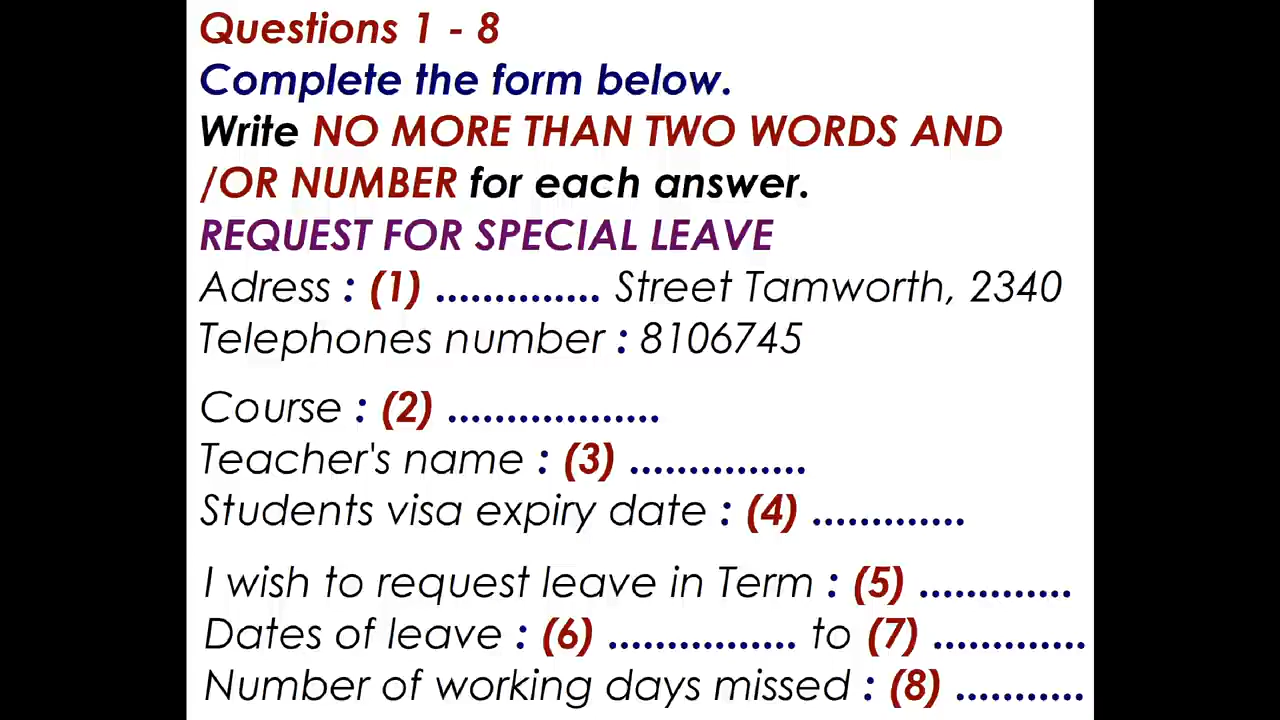 Questions 1 - 8
Complete the form below.
Write NO MORE THAN TWO WORDS AND
/OR NUMBER for each answer.
REQUEST FOR SPECIAL LEAVE
Adress : (1) .............. Street Tamworth, 2340
Telephones number : 8106745
Course : (2) ..................
Teacher's name : (3) ...............
Students visa expiry date : (4) .............
I wish to request leave in Term : (5) .............
Dates of leave : (6) ................ to (7) .............
Number of working days missed : (8) ...........